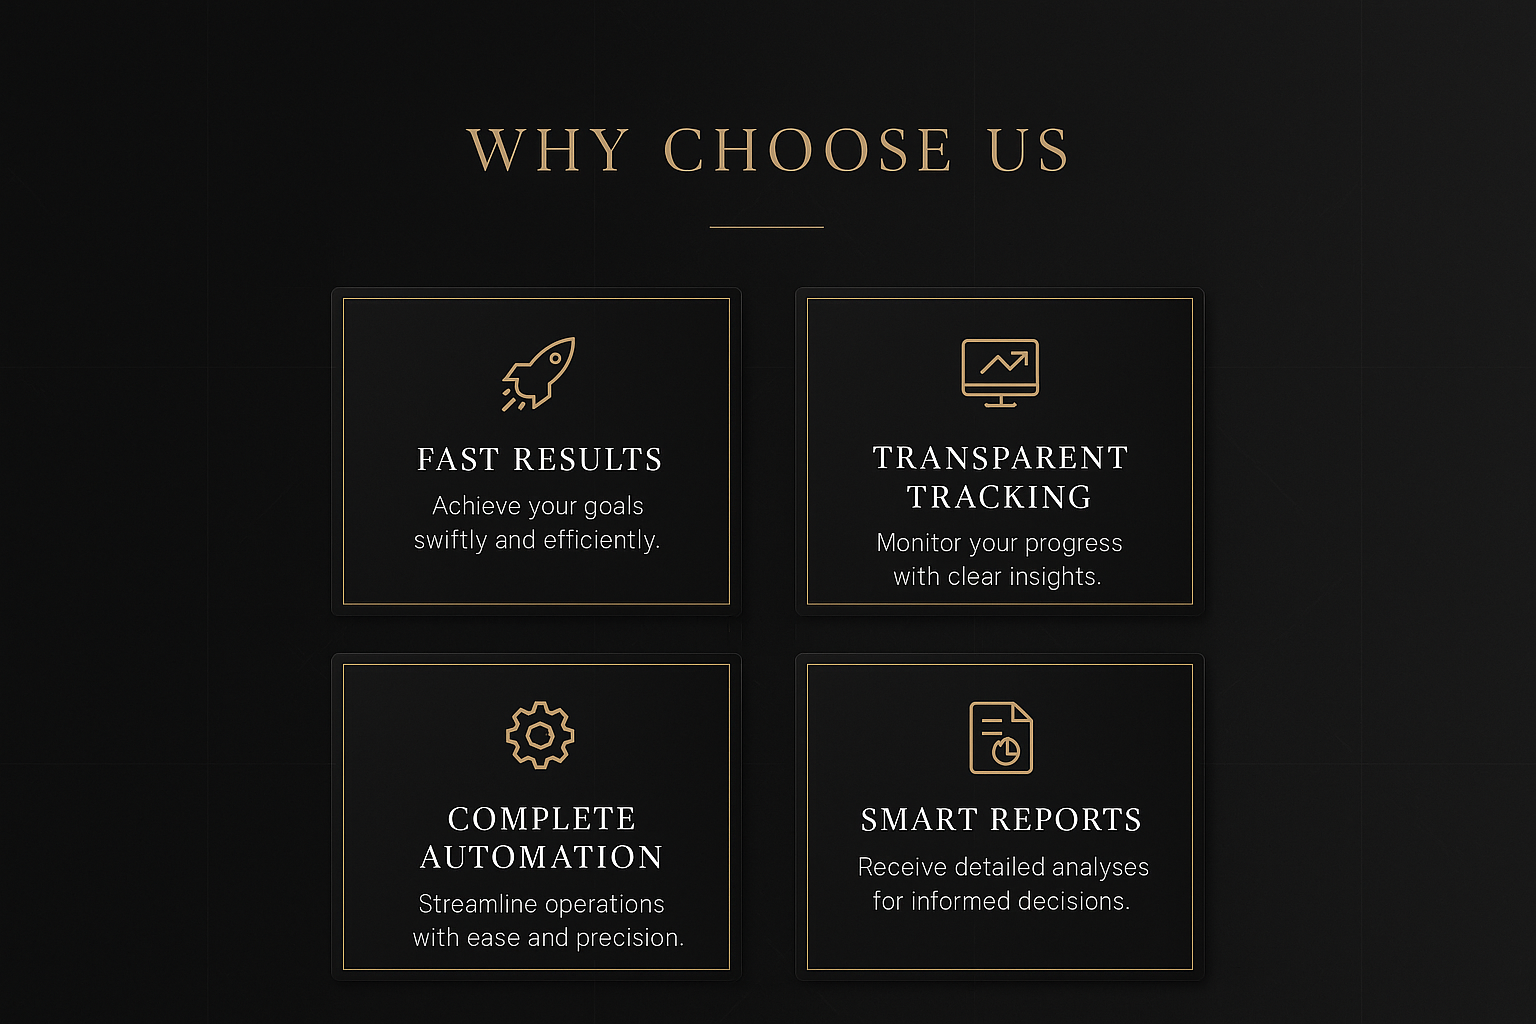 WHY CHOOSE US
FAST RESULTS
Achieve your goals
swiftly and efficiently.
TRANSPARENT
TRACKING
Monitor your progress
with clear insights.
COMPLETE
AUTOMATION
Streamline operations
with ease and precision.
SMART REPORTS
Receive detailed analyses
for informed decisions.